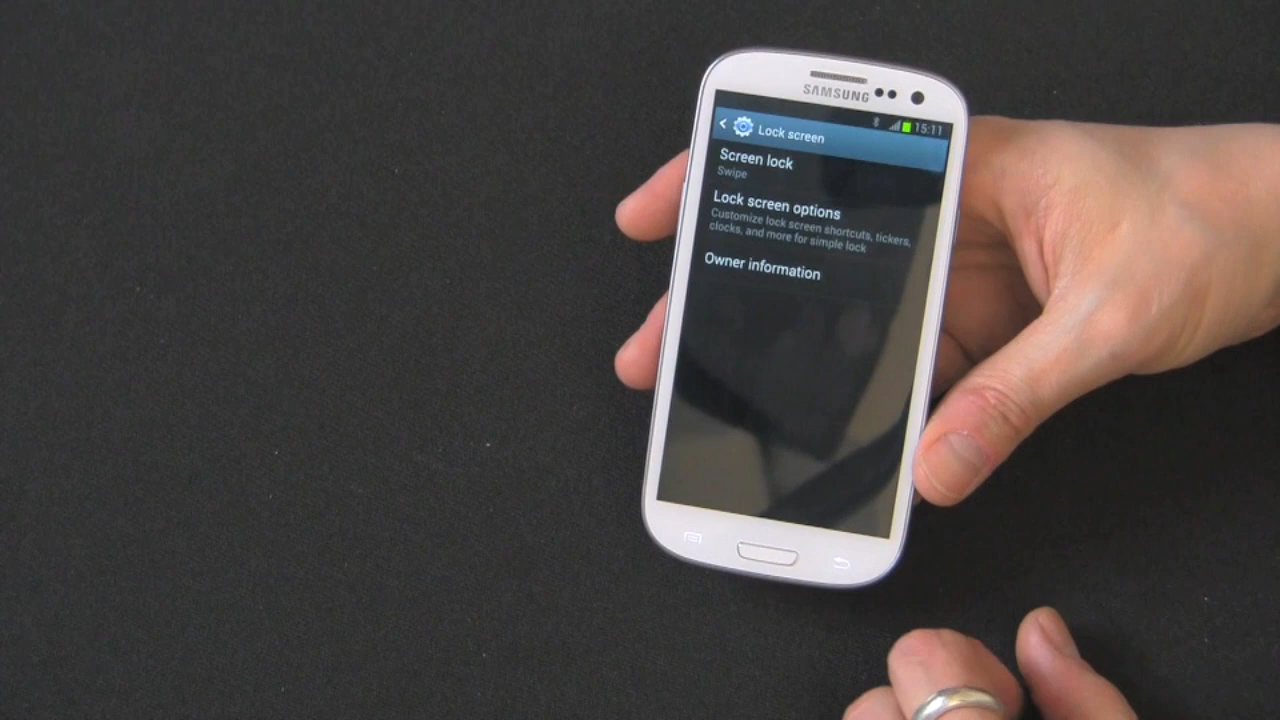 SAMSUNG
15:11
Lock screen
Screen lock
Swipe
Lock screen options
Customize lock screen shortcuts, tickers,
clocks, and more for simple lock
Owner information